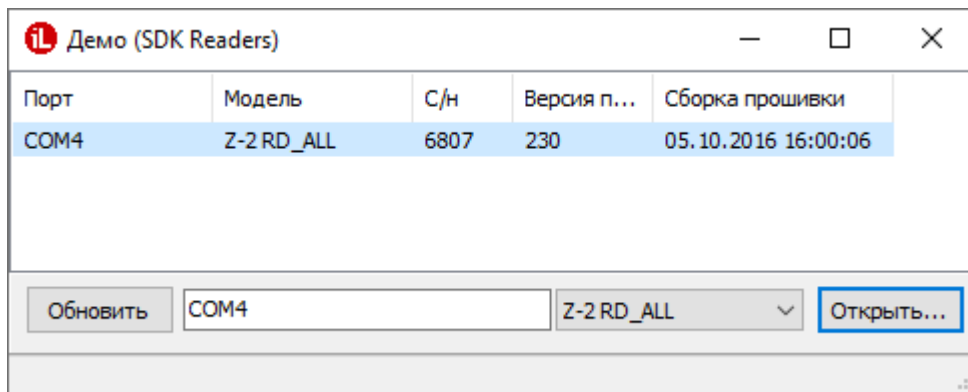 iL Демо (SDK Readers)
Порт Модель С/н Версия п... Сборка прошивки
COM4 Z-2 RD_ALL 6807 230 05.10.2016 16:00:06
Обновить COM4 Z-2 RD_ALL Открыть...